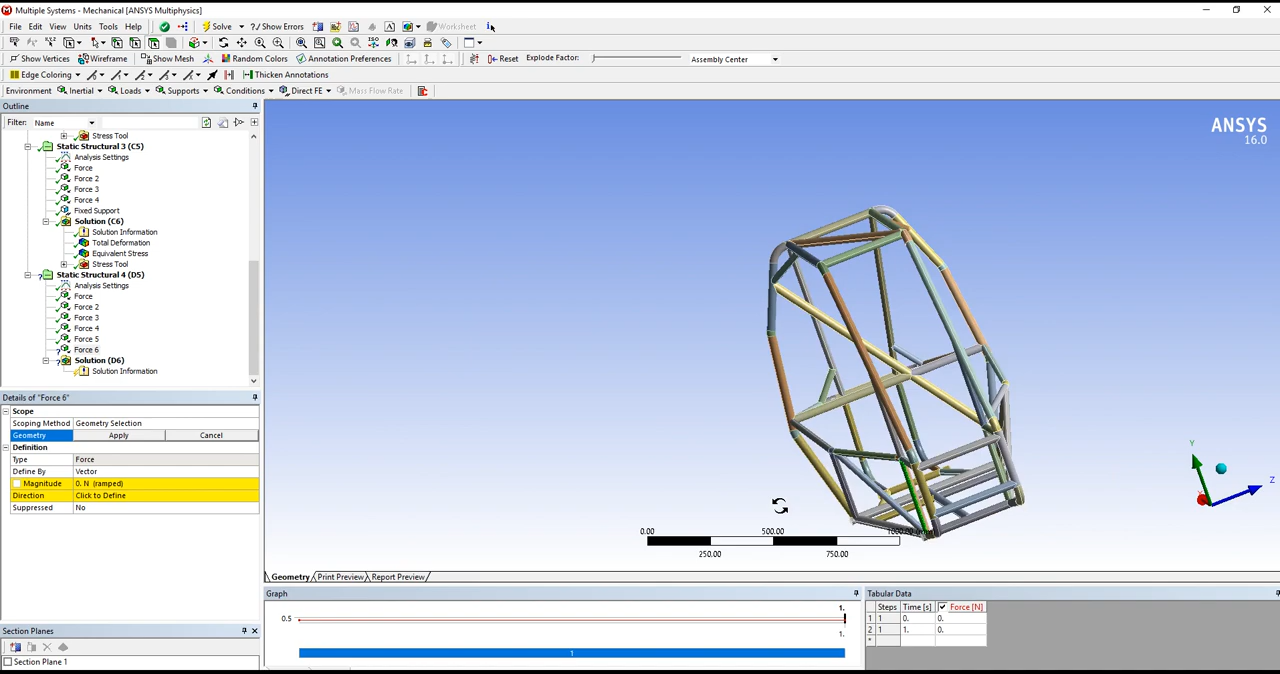 Multiple Systems - Mechanical [ANSYS Multiphysics]
File Edit View Units Tools Help Solve ?/Show Errors Worksheet
Show Vertices Wireframe Show Mesh Random Colors Annotation Preferences Reset Explode Factor: Assembly Center
Edge Coloring Thicken Annotations
Environment Inertial Loads Supports Conditions Direct FE Mass Flow Rate
Outline
Filter: Name
Stress Tool
Static Structural 3 (C5)
Analysis Settings
Force
Force 2
Force 3
Force 4
Fixed Support
Solution (C6)
Solution Information
Total Deformation
Equivalent Stress
Stress Tool
Static Structural 4 (D5)
Analysis Settings
Force
Force 2
Force 3
Force 4
Force 5
Force 6
Solution (D6)
Solution Information
Details of "Force 6"
Scope
Scoping Method Geometry Selection
Geometry Apply Cancel
Definition
Type Force
Define By Vector
Magnitude 0. N (ramped)
Direction Click to Define
Suppressed No
Section Planes
Section Plane 1
ANSYS
16.0
Y
Z
0.00 500.00 1000.00 (mm)
250.00 750.00
Geometry Print Preview Report Preview
Graph
1.
0.5
1.
1
Tabular Data
Steps Time [s] Force [N]
1 1 0. 0.
2 1 1. 0.
*